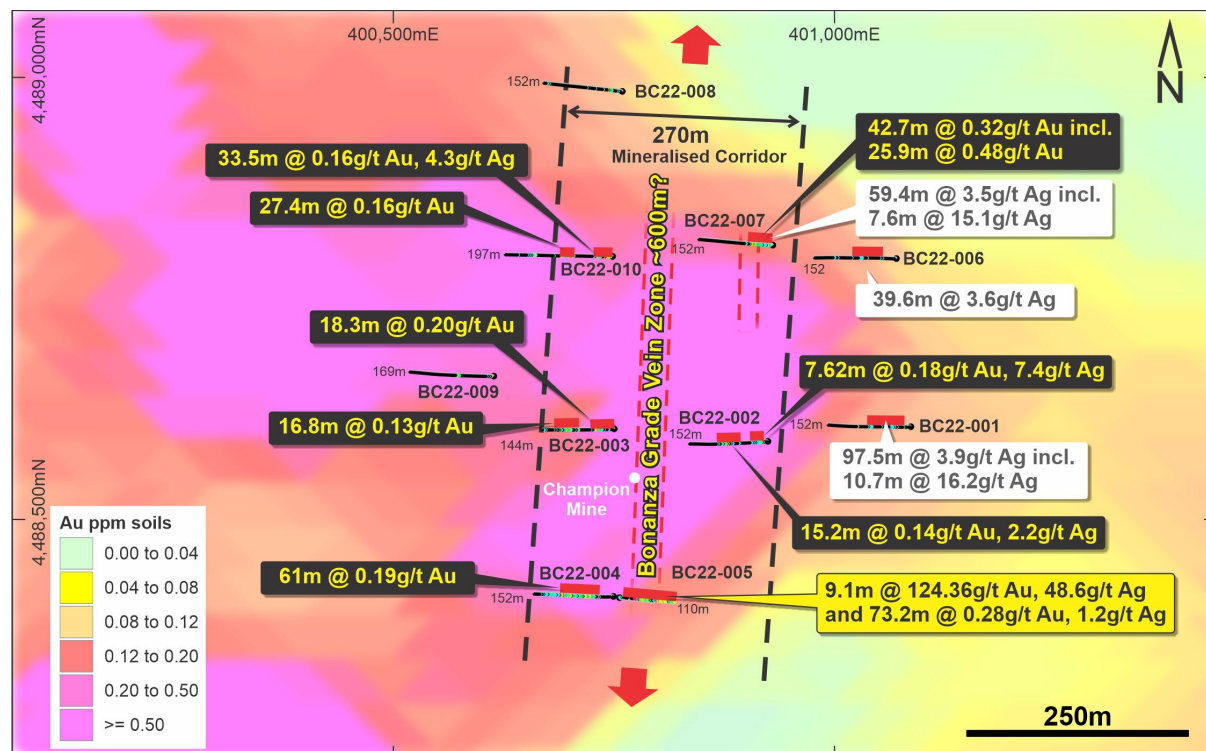 400,500mE
401,000mE
4,489,000mN
N
152m
BC22-008
270m
Mineralised Corridor
42.7m @ 0.32g/t Au incl.
25.9m @ 0.48g/t Au
33.5m @ 0.16g/t Au, 4.3g/t Ag
27.4m @ 0.16g/t Au
59.4m @ 3.5g/t Ag incl.
7.6m @ 15.1g/t Ag
BC22-007
152m
197m
BC22-010
152
BC22-006
39.6m @ 3.6g/t Ag
Bonanza Grade Vein Zone ~600m?
18.3m @ 0.20g/t Au
169m
BC22-009
7.62m @ 0.18g/t Au, 7.4g/t Ag
16.8m @ 0.13g/t Au
144m
BC22-003
BC22-002
152m
152m
BC22-001
97.5m @ 3.9g/t Ag incl.
10.7m @ 16.2g/t Ag
Champion
Mine
4,488,500mN
15.2m @ 0.14g/t Au, 2.2g/t Ag
61m @ 0.19g/t Au
BC22-004
152m
BC22-005
110m
9.1m @ 124.36g/t Au, 48.6g/t Ag
and 73.2m @ 0.28g/t Au, 1.2g/t Ag
Au ppm soils
0.00 to 0.04
0.04 to 0.08
0.08 to 0.12
0.12 to 0.20
0.20 to 0.50
>= 0.50
250m